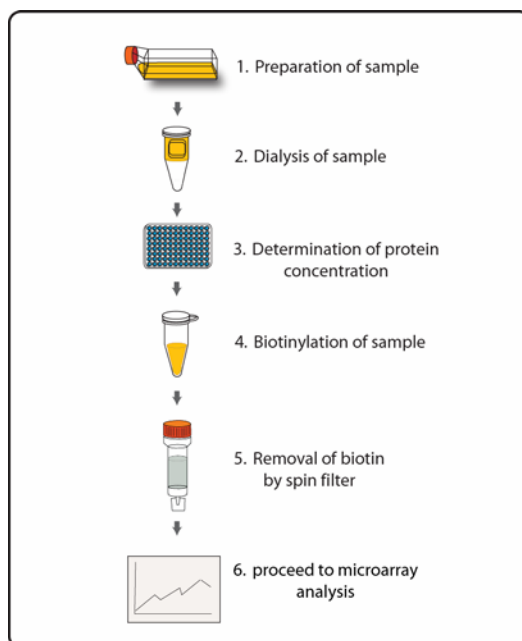 1. Preparation of sample
2. Dialysis of sample
3. Determination of protein
concentration
4. Biotinylation of sample
5. Removal of biotin
by spin filter
6. proceed to microarray
analysis